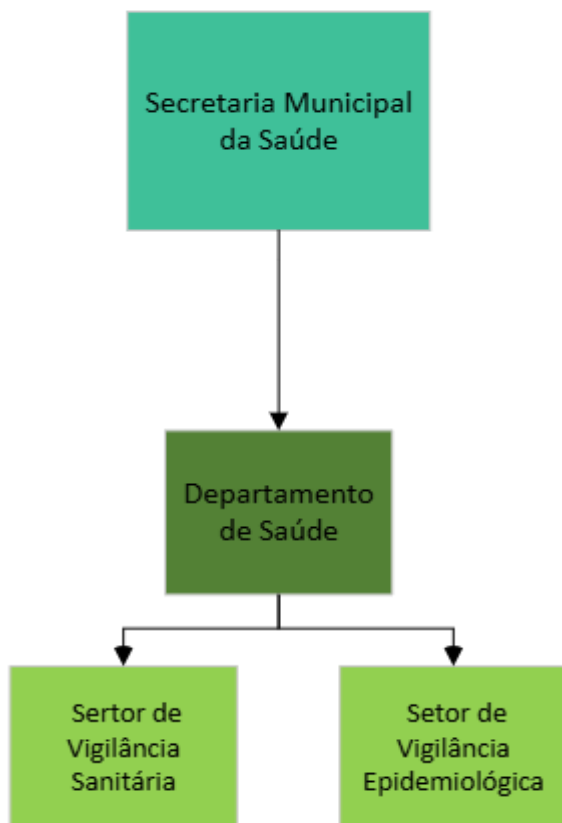 Secretaria Municipal
da Saúde
Departamento
de Saúde
Sertor de
Vigilância
Sanitária
Setor de
Vigilância
Epidemiológica